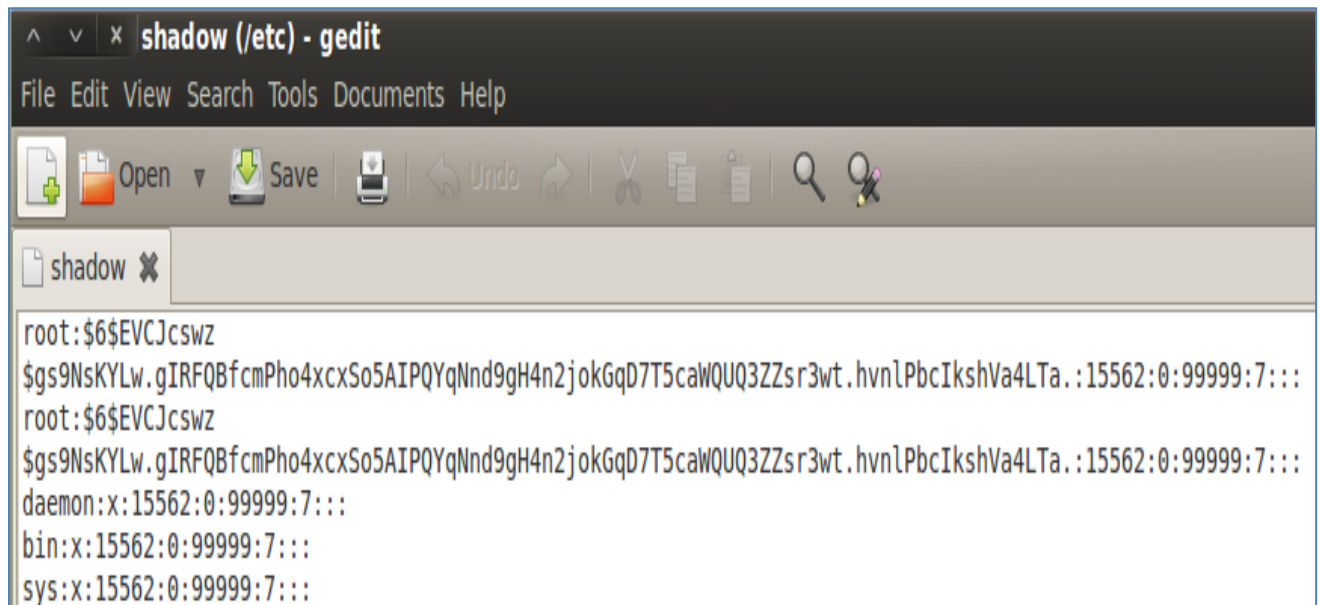 shadow (/etc) - gedit
File Edit View Search Tools Documents Help
Open Save Undo
shadow
root:$6$EVCJcswz
$gs9NsKYLw.gIRFQBfcmPho4xcxSo5AIPQYqNnd9gH4n2jokGqD7T5caWQUQ3ZZsr3wt.hvnlPbcIkshVa4LTa.:15562:0:99999:7:::
root:$6$EVCJcswz
$gs9NsKYLw.gIRFQBfcmPho4xcxSo5AIPQYqNnd9gH4n2jokGqD7T5caWQUQ3ZZsr3wt.hvnlPbcIkshVa4LTa.:15562:0:99999:7:::
daemon:x:15562:0:99999:7:::
bin:x:15562:0:99999:7:::
sys:x:15562:0:99999:7:::